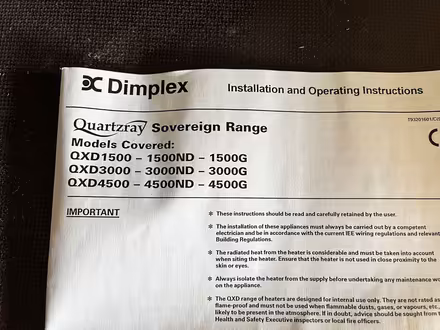 Dimplex
Installation and Operating Instructions
Quartzray Sovereign Range
Models Covered:
QXD1500 – 1500ND – 1500G
QXD3000 – 3000ND – 3000G
QXD4500 – 4500ND – 4500G
IMPORTANT
* These instructions should be read and carefully retained by the user.
* The installation of these appliances must always be carried out by a competent
electrician and be in accordance with the current IEE wiring regulations and relevant
Building Regulations.
* The radiated heat from the heater is considerable and must be taken into account
when siting the heater. Ensure that the heater is not used in close proximity to the
skin or eyes.
* Always isolate the heater from the supply before undertaking any maintenance wo
on the appliance.
* The QXD range of heaters are designed for internal use only. They are not rated as
flame-proof and must not be used when flammable dusts, gases, or vapours, etc.,
likely to be present in the atmosphere. If in doubt, advice should be sought from
Health and Safety Executive inspectors or local fire officers.